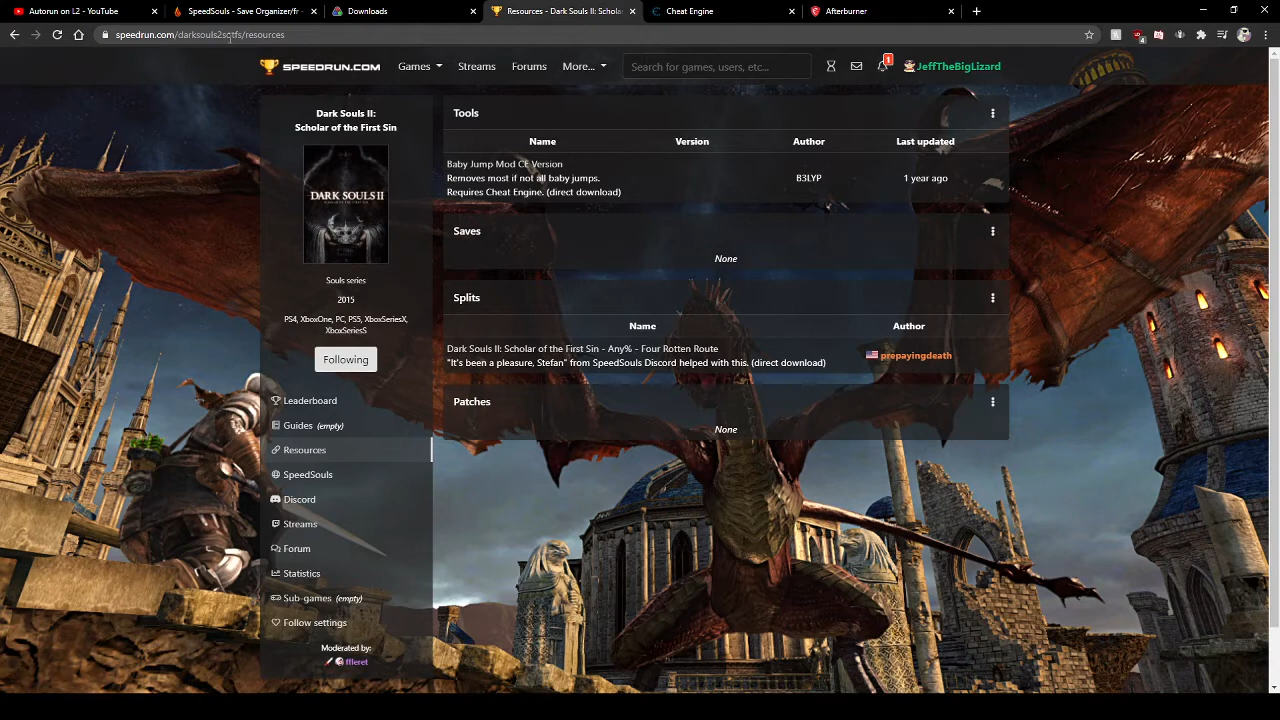 Autorun on L2 - YouTube
SpeedSouls - Save Organizer/fr -
Downloads
Resources - Dark Souls II: Schola
Cheat Engine
Afterburner
speedrun.com/darksouls2sotfs/resources
SPEEDRUN.COM
Games
Streams
Forums
More...
Search for games, users, etc...
1
JeffTheBigLizard
Dark Souls II:
Scholar of the First Sin
DARK SOULS II
Souls series
2015
PS4, XboxOne, PC, PS5, XboxSeriesX,
XboxSeriesS
Following
Leaderboard
Guides (empty)
Resources
SpeedSouls
Discord
Streams
Forum
Statistics
Sub-games (empty)
Follow settings
Moderated by:
ffleret
Tools
Name Version Author Last updated
Baby Jump Mod CE Version
Removes most if not all baby jumps.
Requires Cheat Engine. (direct download)
B3LYP
1 year ago
Saves
None
Splits
Name Author
Dark Souls II: Scholar of the First Sin - Any% - Four Rotten Route
"It's been a pleasure, Stefan" from SpeedSouls Discord helped with this. (direct download)
prepayingdeath
Patches
None